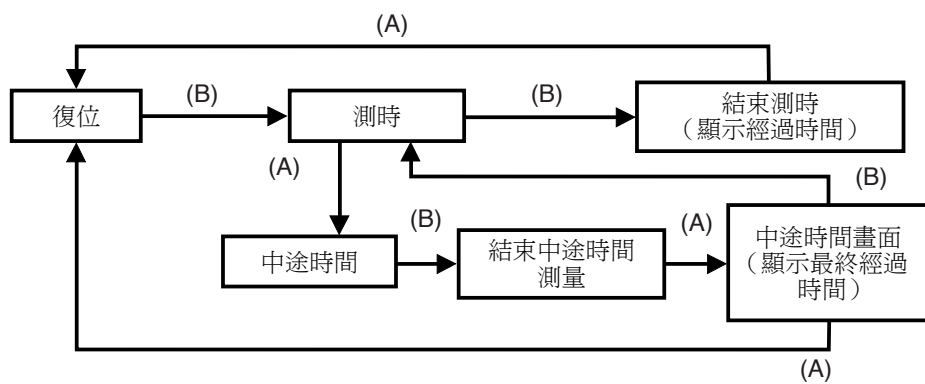 (A)
復位
(B)
測時
(B)
結束測時
（顯示經過時間）
(A)
(B)
中途時間
(B)
結束中途時間
測量
(A)
中途時間畫面
（顯示最終經過
時間）
(A)